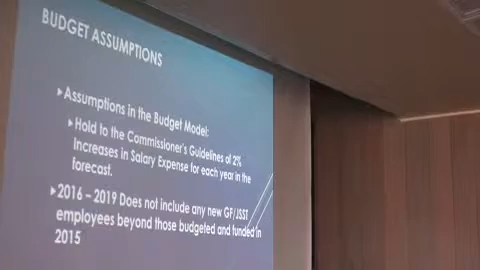 BUDGET ASSUMPTIONS
Assumptions in the Budget Model:
Hold to the Commissioner's Guidelines of 2%
Increases in Salary Expense for each year in the
forecast.
2016 – 2019 Does not include any new GF/JSST
employees beyond those budgeted and funded in
2015